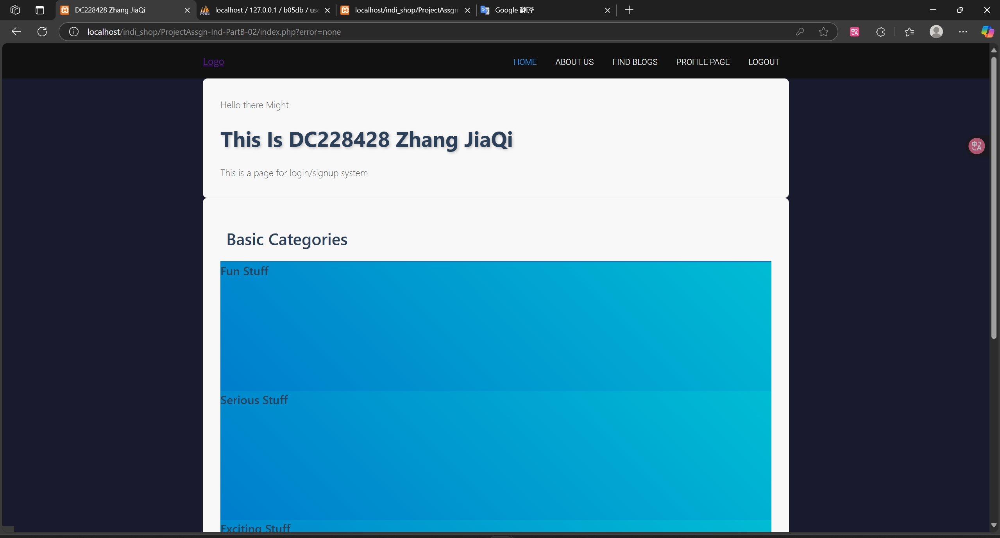 DC228428 Zhang JiaQi
localhost / 127.0.0.1 / b05db / use
localhost/indi_shop/ProjectAssgn
Google 翻译
localhost/indi_shop/ProjectAssgn-Ind-PartB-02/index.php?error=none
Logo
HOME
ABOUT US
FIND BLOGS
PROFILE PAGE
LOGOUT
Hello there Might
This Is DC228428 Zhang JiaQi
This is a page for login/signup system
Basic Categories
Fun Stuff
Serious Stuff
Exciting Stuff